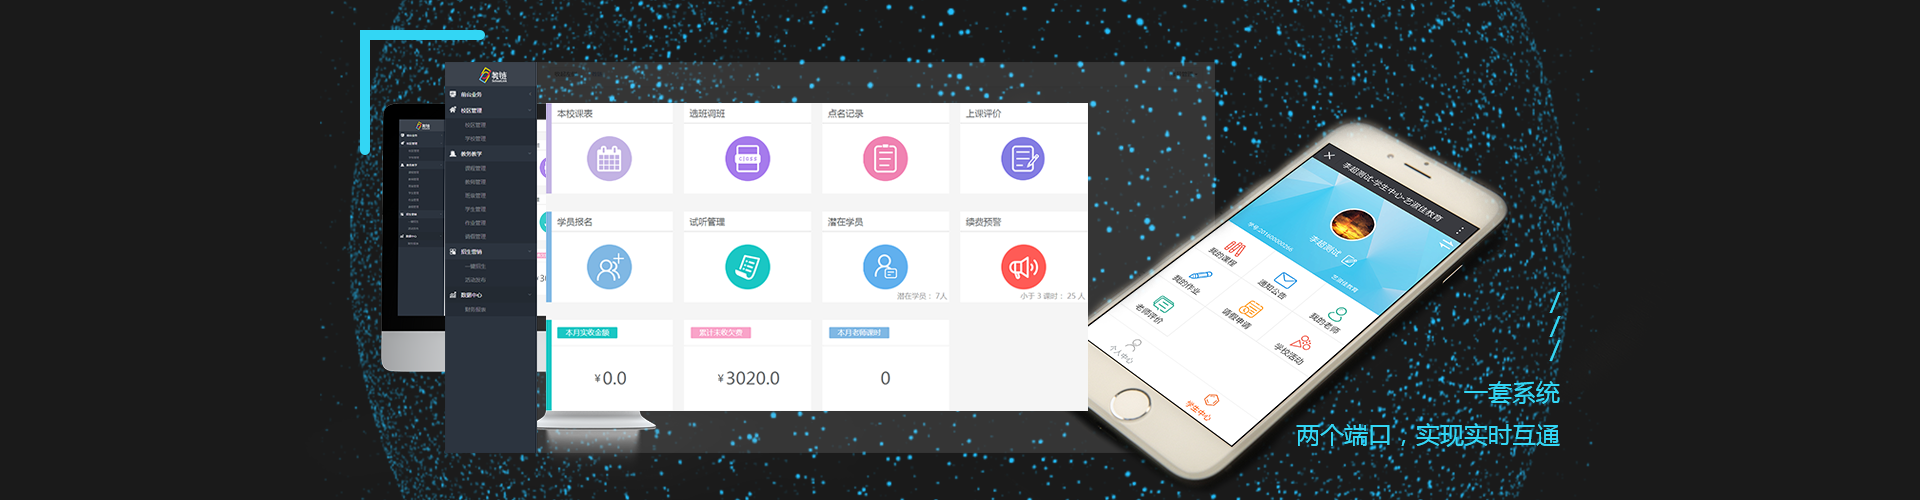 教链
前台业务
校区管理
校区管理
学校管理
教务教学
课程管理
教师管理
班级管理
学生管理
作业管理
请假管理
招生营销
一键招生
活动发布
数据中心
财务报表
本校课表
选班调班
点名记录
上课评价
class
学员报名
试听管理
潜在学员
续费预警
潜在学员：7人
小于 3 课时：25 人
本月实收金额
累计未收欠费
本月老师课时
¥0.0
¥3020.0
0
李超测试-学生中心-艺润佳教育
李超测试
我的课程
通知公告
我的老师
我的作业
请假申请
学校活动
老师评价
个人中心
学生中心
一套系统
两个端口，实现实时互通